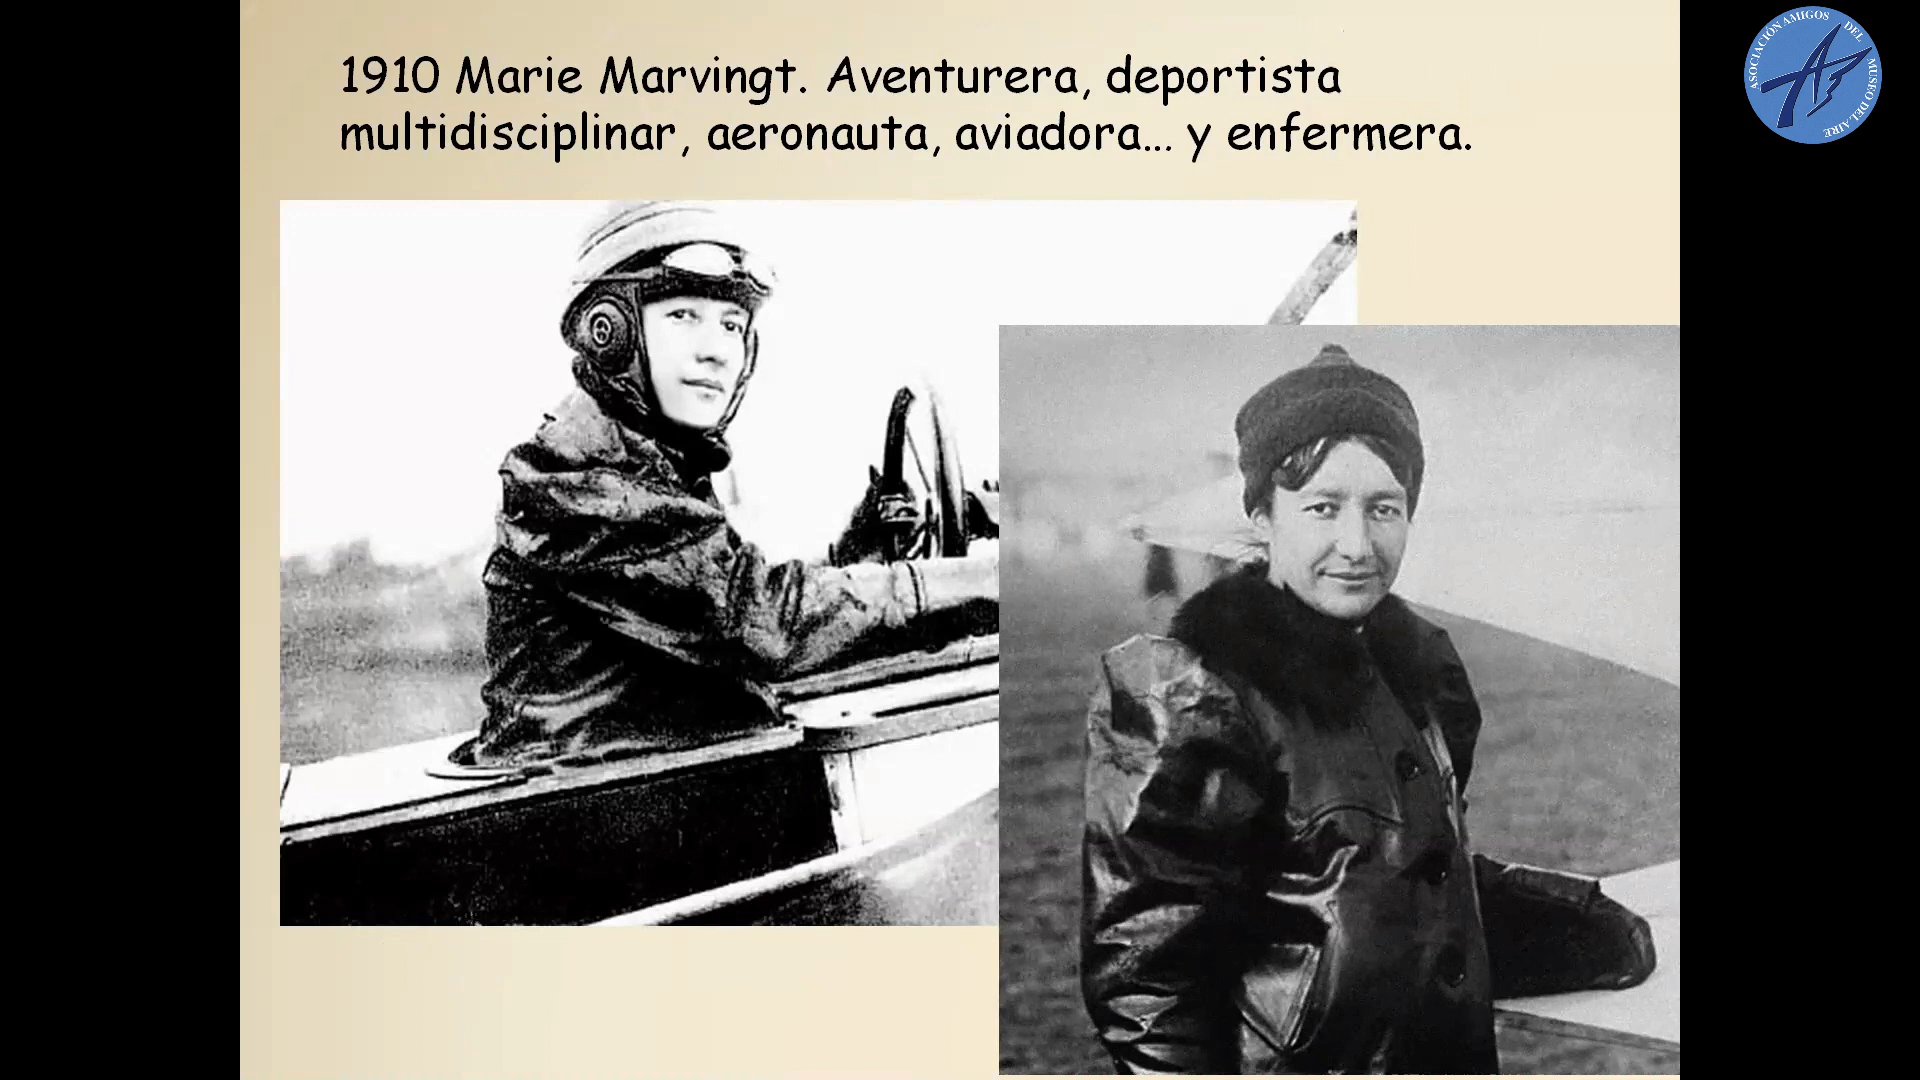 1910 Marie Marvingt. Aventurera, deportista
multidisciplinar, aeronauta, aviadora... y enfermera.
ASOCIACIÓN AMIGOS DEL MUSEO DEL AIRE